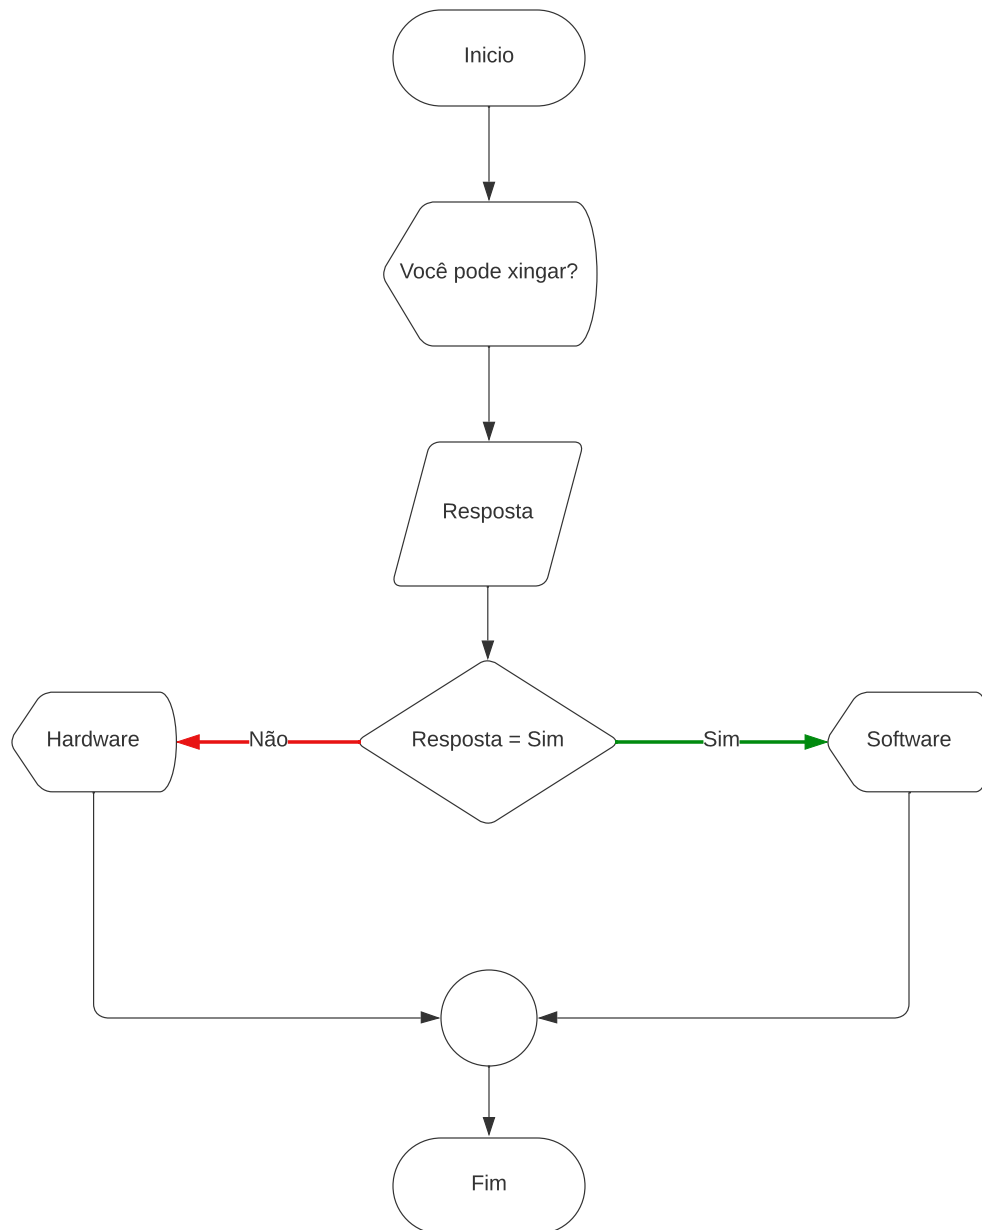 Inicio
Você pode xingar?
Resposta
Hardware
Não
Resposta = Sim
Sim
Software
Fim